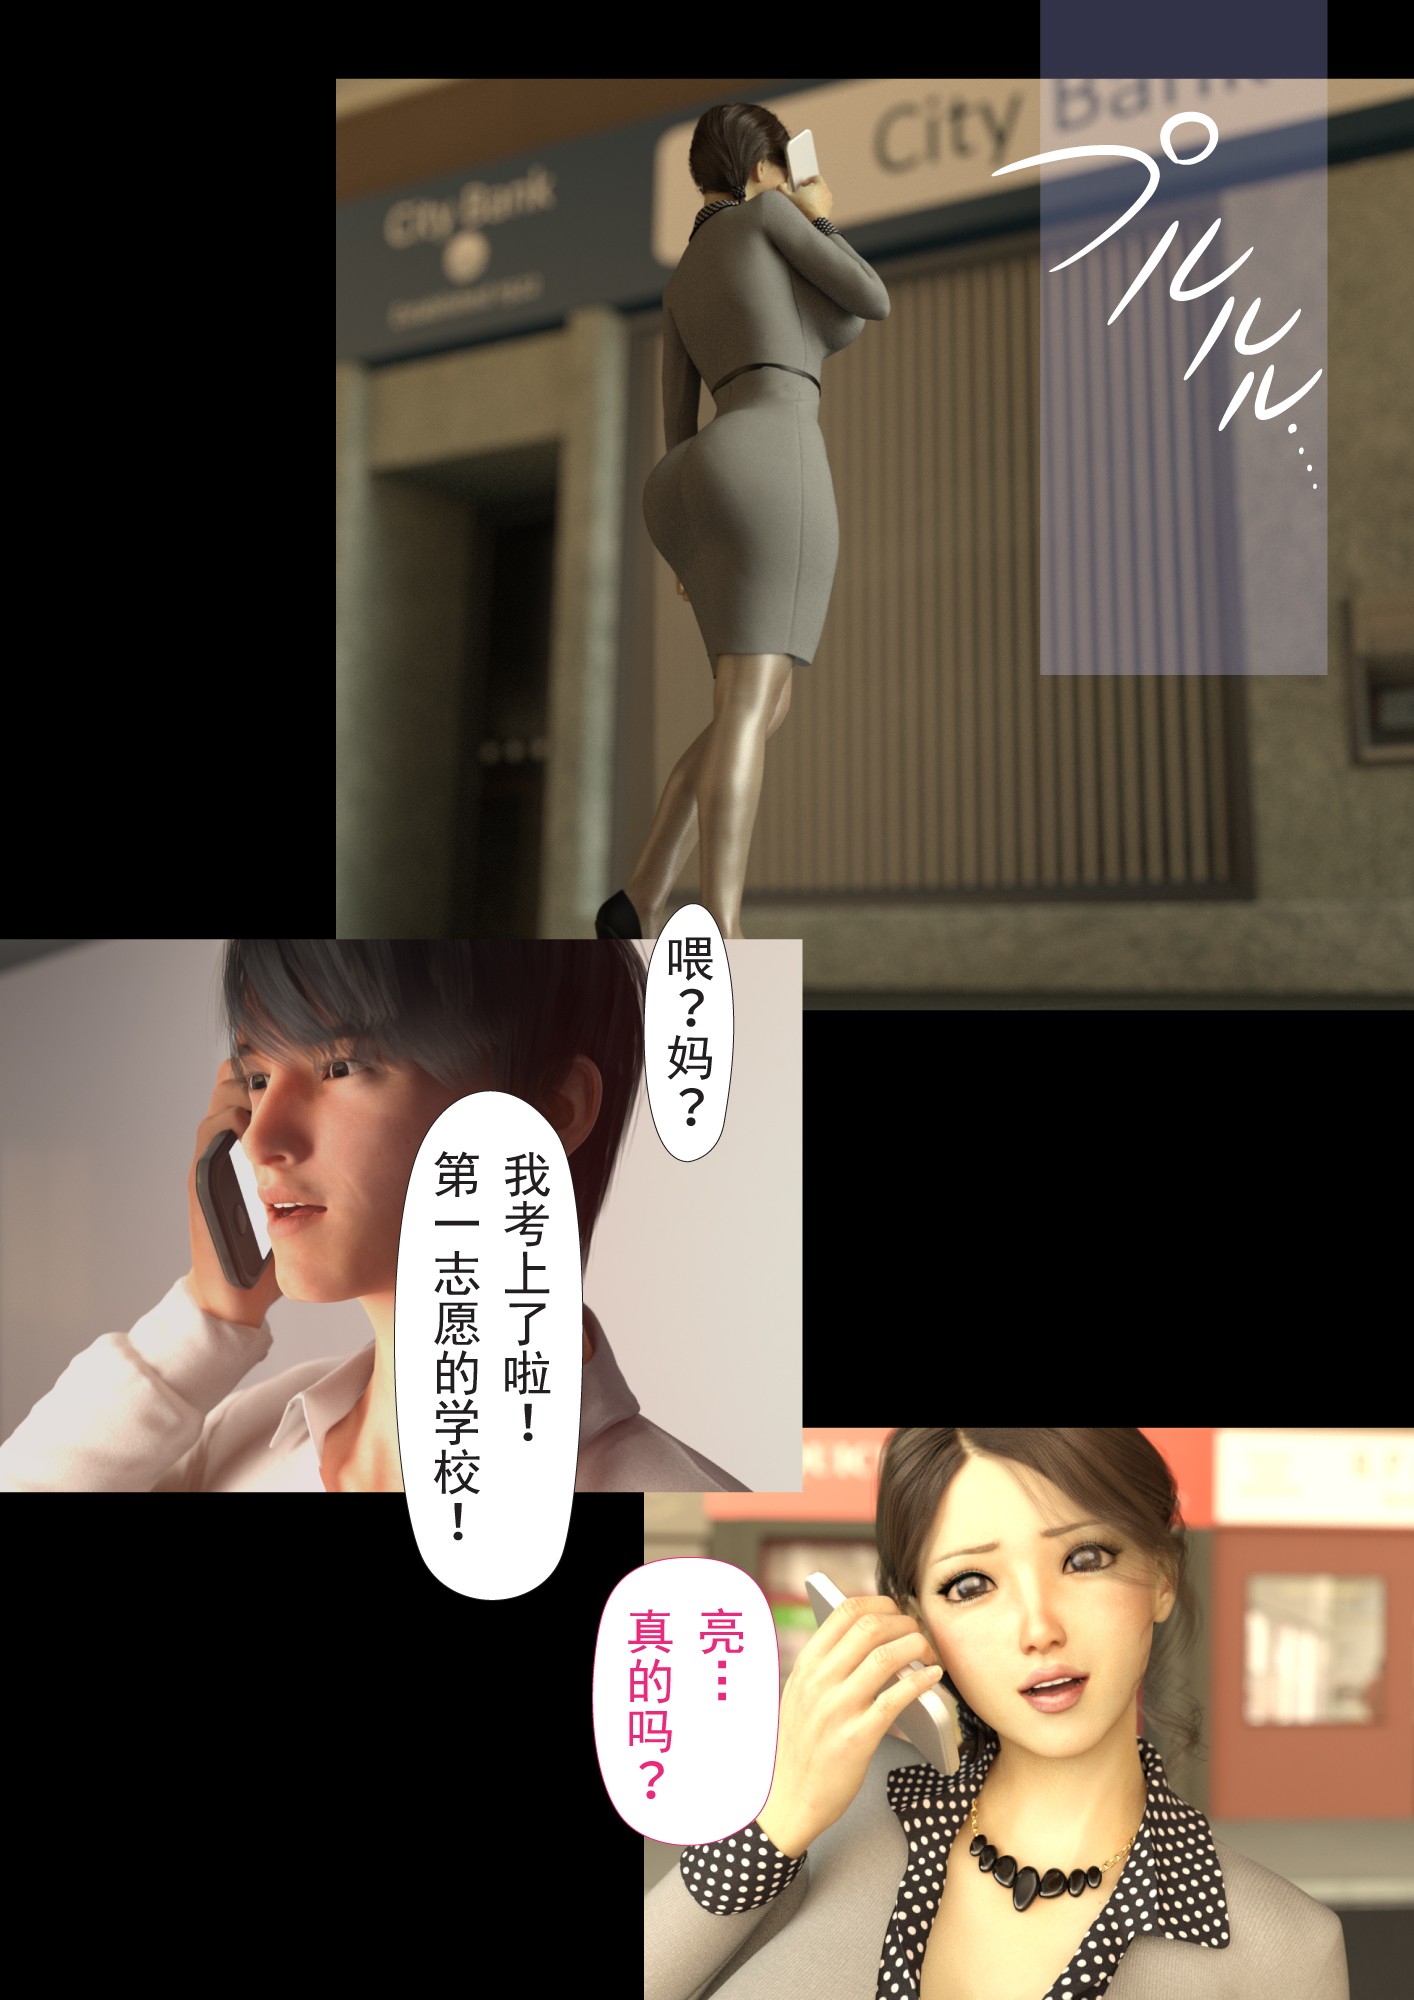 City Bank
City Bank
プルルル....
喂？妈？
我考上了啦！
第一志愿的学校！
亮…
真的吗？